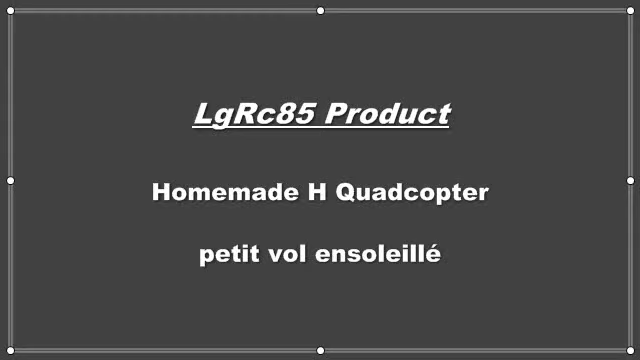 LgRc85 Product
Homemade H Quadcopter
petit vol ensoleillé